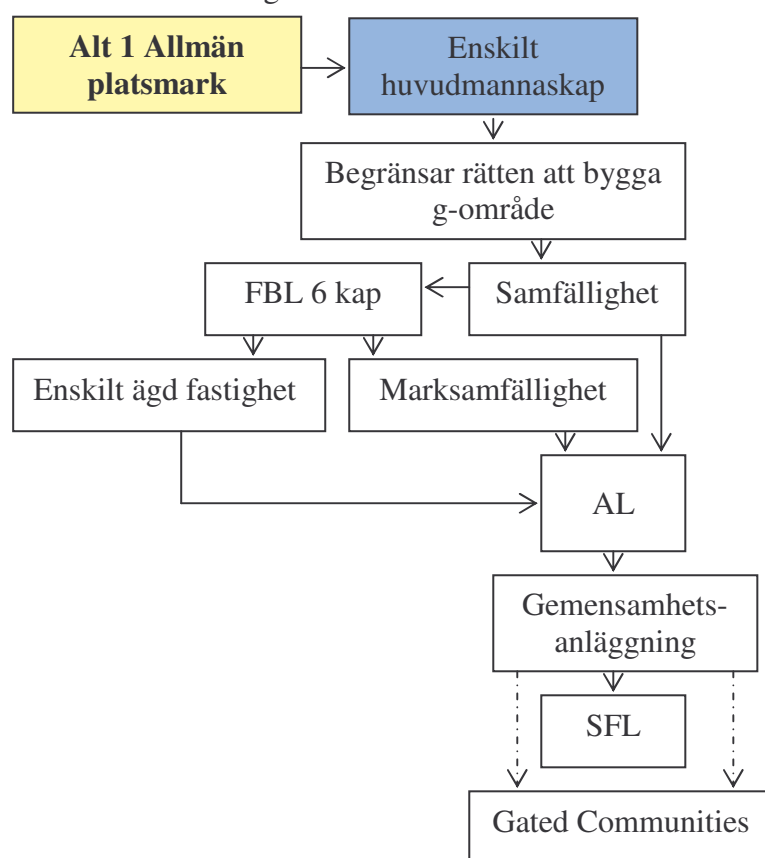 Alt 1 Allmän
platsmark
Enskilt
huvudmannaskap
Begränsar rätten att bygga
g-område
FBL 6 kap
Samfällighet
Enskilt ägd fastighet
Marksamfällighet
AL
Gemensamhets-
anläggning
SFL
Gated Communities